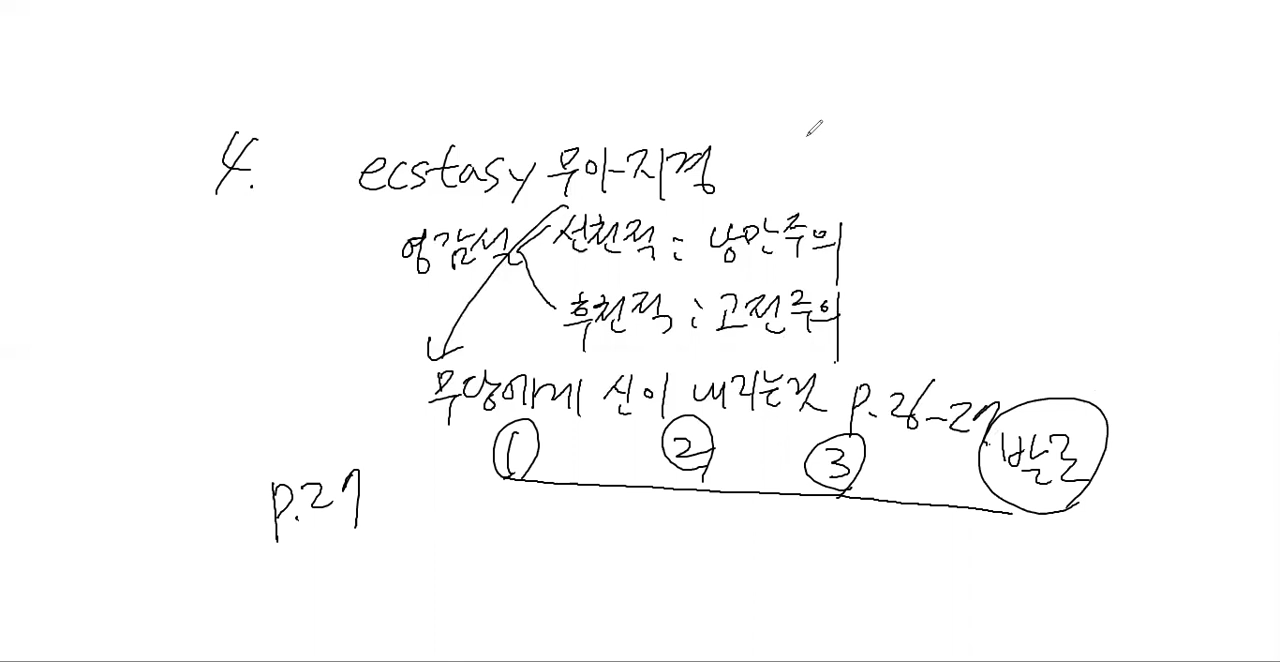 4. ecstasy 무아지경
영감설 선천적 : 낭만주의
후천적 : 고전주의
무당에게 신이 내리는것 p.26-27
① ② ③ 발로
p.27